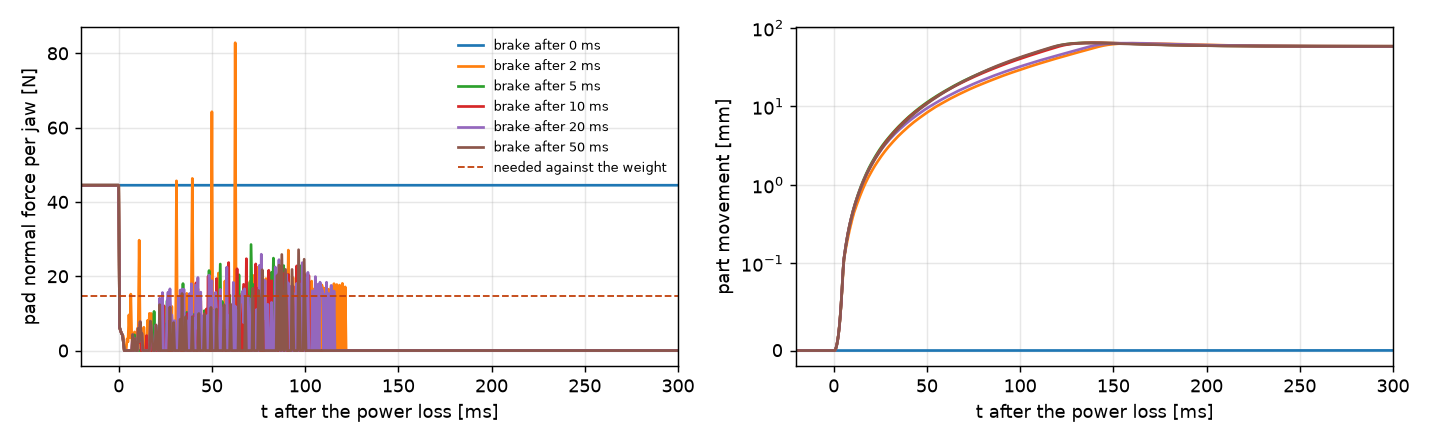 pad normal force per jaw [N]
80
60
40
20
0
brake after 0 ms
brake after 2 ms
brake after 5 ms
brake after 10 ms
brake after 20 ms
brake after 50 ms
needed against the weight
0 50 100 150 200 250 300
t after the power loss [ms]
part movement [mm]
10²
10¹
10⁰
10⁻¹
0
0 50 100 150 200 250 300
t after the power loss [ms]